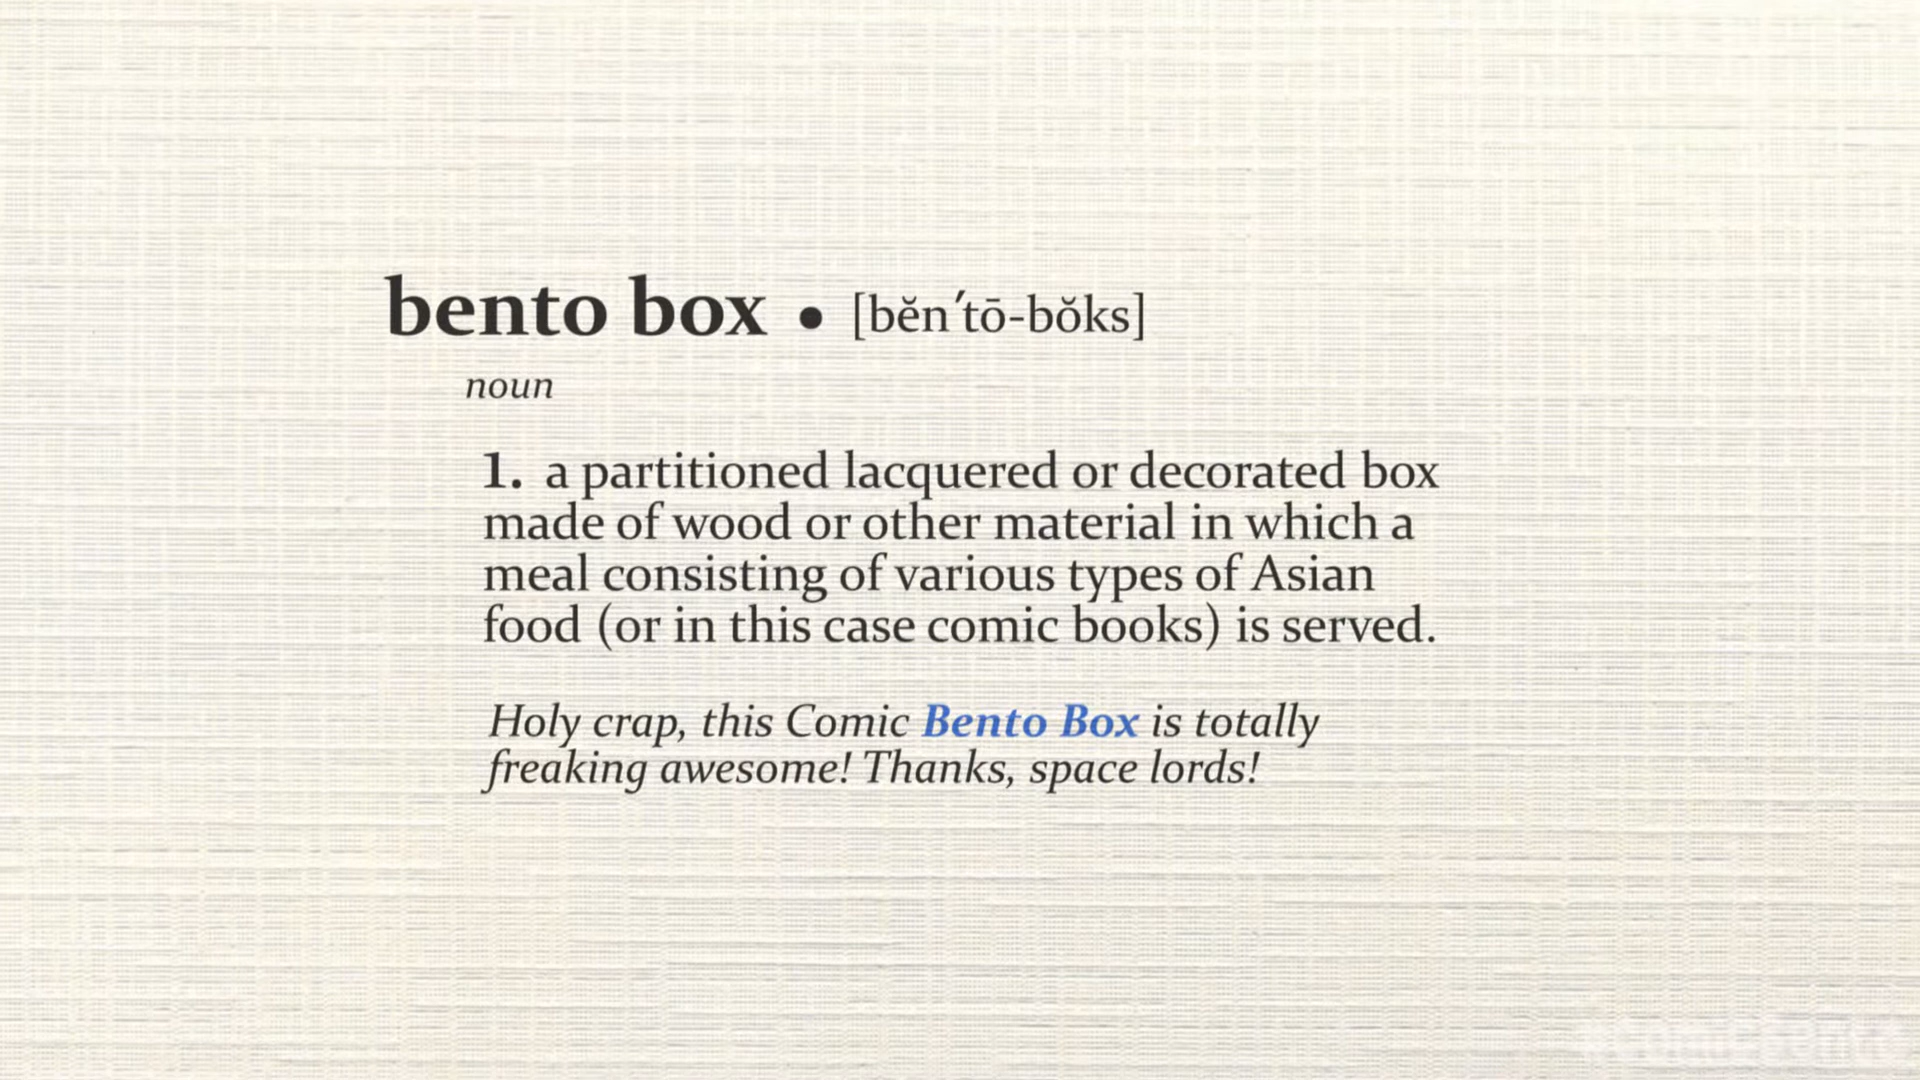 bento box • [bĕn′tō-bŏks]
noun
1. a partitioned lacquered or decorated box
made of wood or other material in which a
meal consisting of various types of Asian
food (or in this case comic books) is served.
Holy crap, this Comic Bento Box is totally
freaking awesome! Thanks, space lords!
#ComicBento